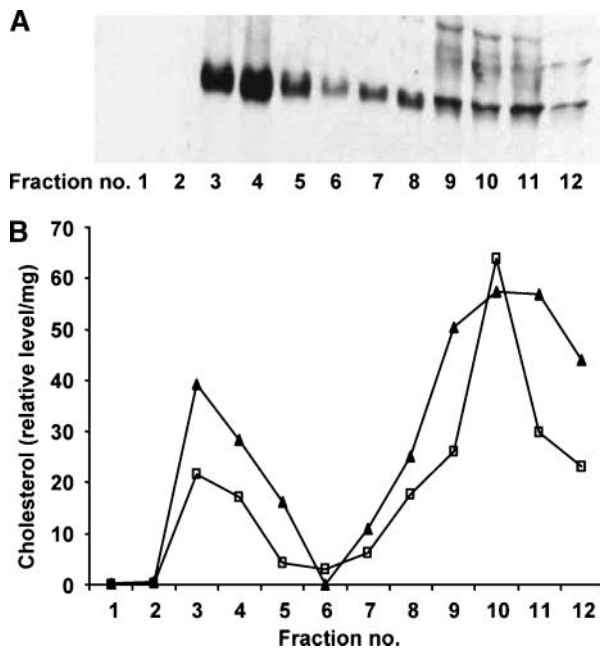 A
Fraction no. 1 2 3 4 5 6 7 8 9 10 11 12
B
Cholesterol (relative level/mg)
70
60
50
40
30
20
10
0
1 2 3 4 5 6 7 8 9 10 11 12
Fraction no.